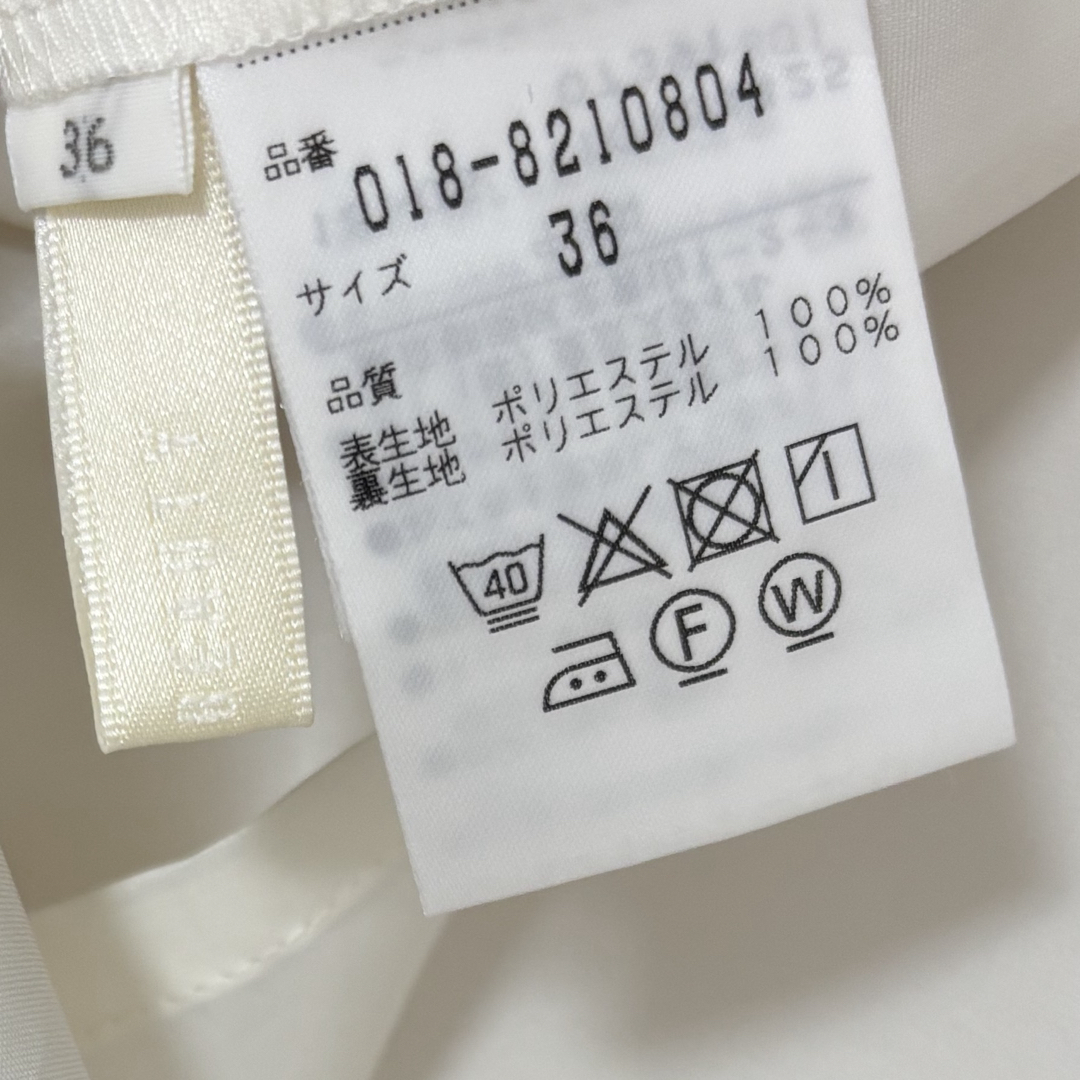 36
品番 018-8210804
サイズ 36
品質
表生地 ポリエステル 100%
裏生地 ポリエステル 100%
40
F W